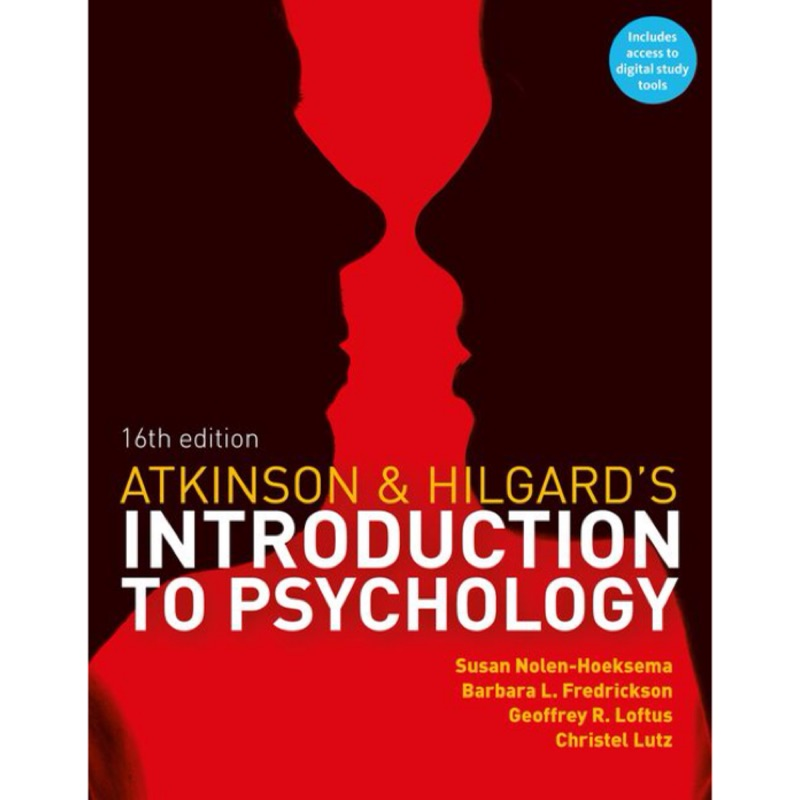 Includes
access to
digital study
tools
16th edition
ATKINSON & HILGARD'S
INTRODUCTION
TO PSYCHOLOGY
Susan Nolen-Hoeksema
Barbara L. Fredrickson
Geoffrey R. Loftus
Christel Lutz